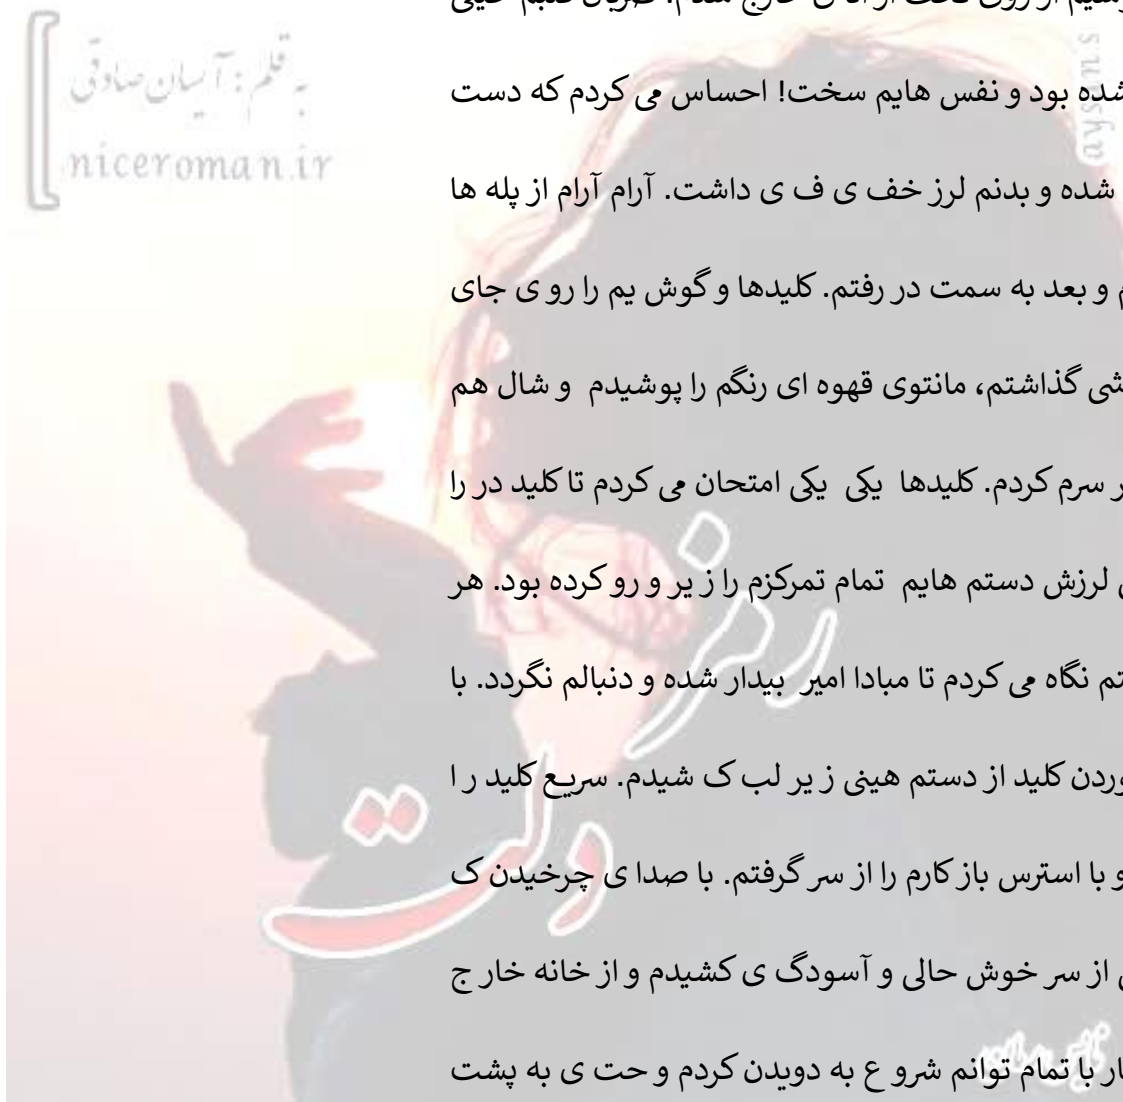 به قلم: آسان صادقی
niceroman.ir
شده بود و نفس هایم سخت! احساس می کردم که دست
شده و بدنم لرز خف ی ف ی داشت. آرام آرام از پله ها
م و بعد به سمت در رفتم. کلیدها و گوش یم را رو ی جای
شی گذاشتم، مانتوی قهوه ای رنگم را پوشیدم و شال هم
ر سرم کردم. کلیدها یکی یکی امتحان می کردم تا کلید در را
لرزش دستم هایم تمام تمرکزم را ز یر و رو کرده بود. هر
تم نگاه می کردم تا مبادا امیر بیدار شده و دنبالم نگردد. با
وردن کلید از دستم هینی ز یر لب ک شیدم. سریع کلید ر ا
و با استرس باز کارم را از سر گرفتم. با صدا ی چرخیدن ک
از سر خوش حالی و آسودگ ی کشیدم و از خانه خار ج
ار با تمام توانم شرو ع به دویدن کردم و حت ی به پشت
رمز
دلت